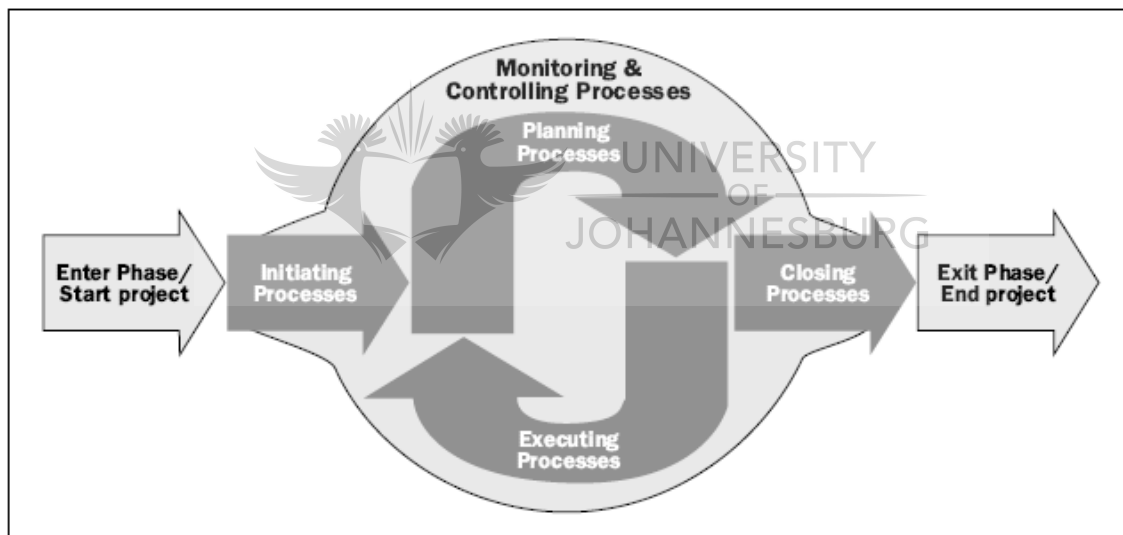 Monitoring &
Controlling Processes
Planning
Processes
UNIVERSITY
OF
JOHANNESBURG
Enter Phase/
Start project
Initiating
Processes
Closing
Processes
Exit Phase/
End project
Executing
Processes